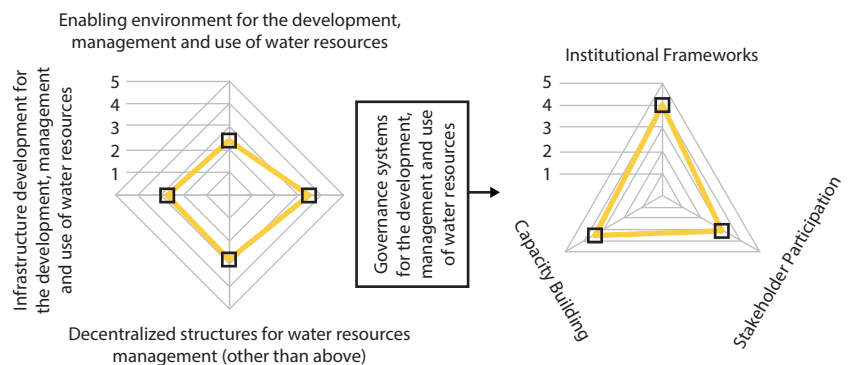 Enabling environment for the development,
management and use of water resources
Infrastructure development for
the development, management
and use of water resources
5
4
3
2
1
Decentralized structures for water resources
management (other than above)
Governance systems
for the development,
management and use
of water resources
Institutional Frameworks
5
4
3
2
1
Capacity Building
Stakeholder Participation